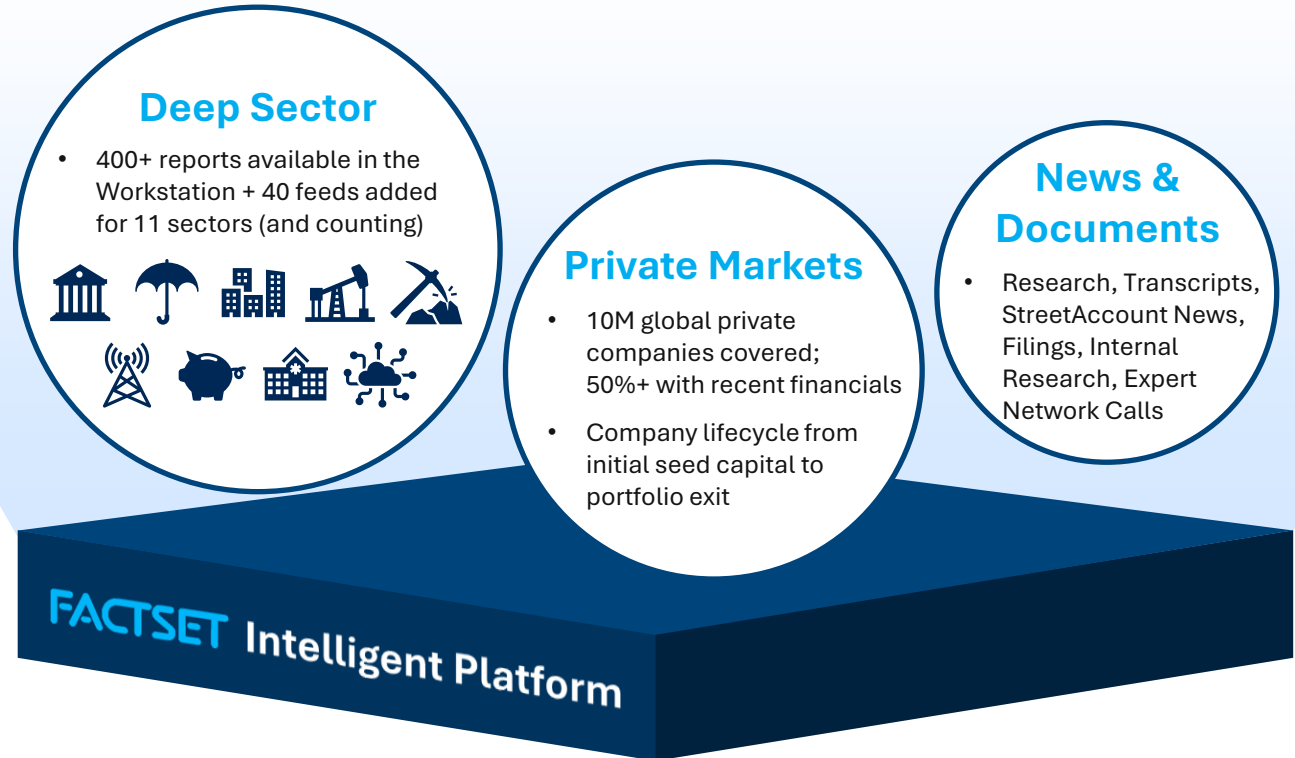 Deep Sector
• 400+ reports available in the
Workstation + 40 feeds added
for 11 sectors (and counting)
Private Markets
• 10M global private
companies covered;
50%+ with recent financials
• Company lifecycle from
initial seed capital to
portfolio exit
News &
Documents
• Research, Transcripts,
StreetAccount News,
Filings, Internal
Research, Expert
Network Calls
FACTSET Intelligent Platform